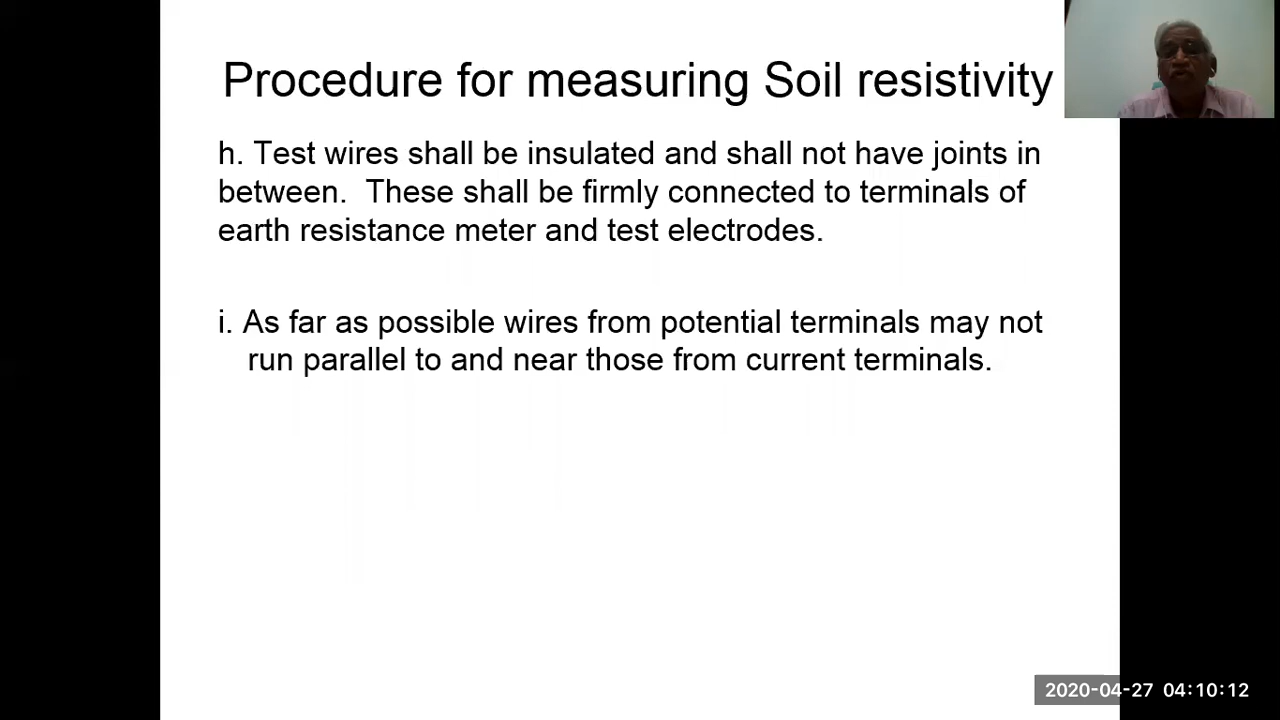 Procedure for measuring Soil resistivity
h. Test wires shall be insulated and shall not have joints in
between.  These shall be firmly connected to terminals of
earth resistance meter and test electrodes.
i. As far as possible wires from potential terminals may not
run parallel to and near those from current terminals.
2020-04-27 04:10:12